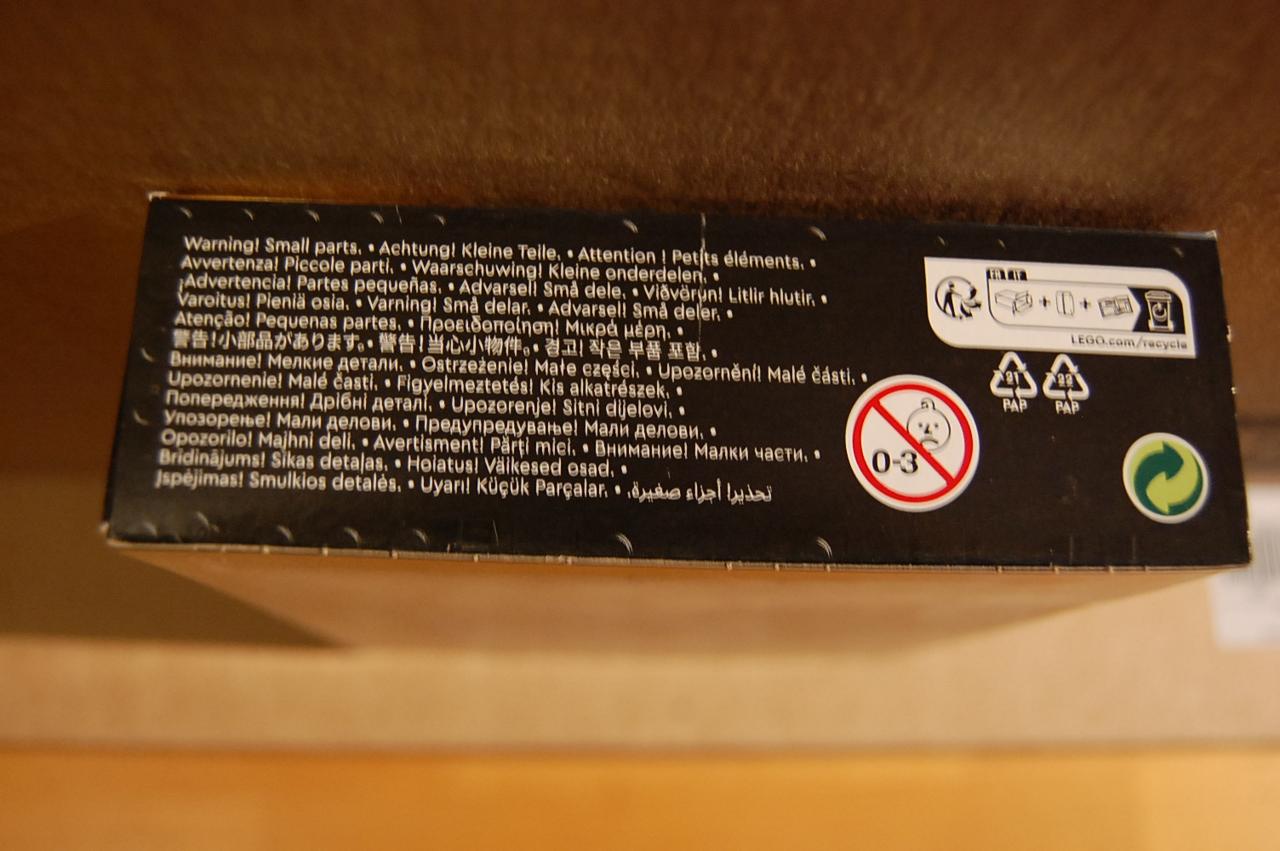 Warning! Small parts. • Achtung! Kleine Teile. • Attention ! Petits éléments. •
Avvertenza! Piccole parti. • Waarschuwing! Kleine onderdelen. •
¡Advertencia! Partes pequeñas. • Advarsel! Små dele. • Viðvörun! Litlir hlutir. •
Varoitus! Pieniä osia. • Varning! Små delar. • Advarsel! Små deler. •
Atenção! Pequenas partes. • Προειδοποίηση! Μικρά μέρη. •
警告!小部品があります。• 警告!当心小物件。• 경고! 작은 부품 포함. •
Внимание! Мелкие детали. • Ostrzeżenie! Małe części. • Upozornění! Malé části. •
Upozornenie! Malé časti. • Figyelmeztetés! Kis alkatrészek. •
Попередження! Дрібні деталі. • Upozorenje! Sitni dijelovi. •
Упозорење! Мали делови. • Предупредување! Мали делови. •
Opozorilo! Majhni deli. • Avertisment! Părți mici. • Внимание! Малки части. •
Brīdinājums! Sīkas detaļas. • Hoiatus! Väikesed osad. •
Įspėjimas! Smulkios detalės. • Uyarı! Küçük Parçalar. • تحذير! أجزاء صغيرة.
FR
+ +
LEGO.com/recycle
21 22
PAP PAP
0-3